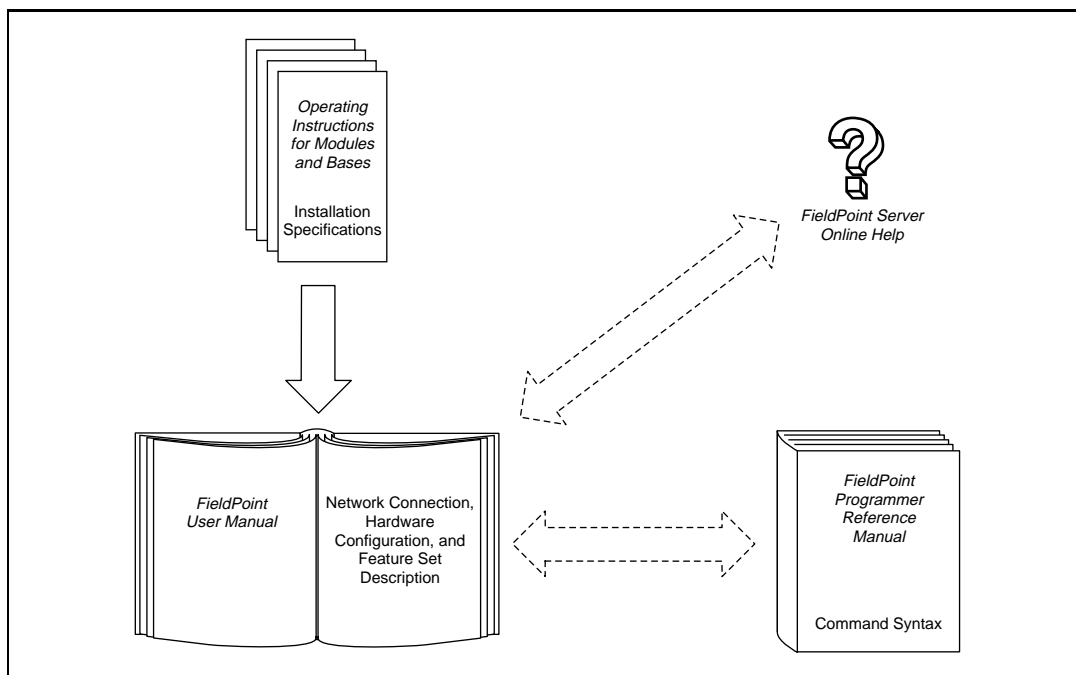 Operating
Instructions
for Modules
and Bases
Installation
Specifications
FieldPoint Server
Online Help
FieldPoint
User Manual
Network Connection,
Hardware
Configuration, and
Feature Set
Description
FieldPoint
Programmer
Reference
Manual
Command Syntax